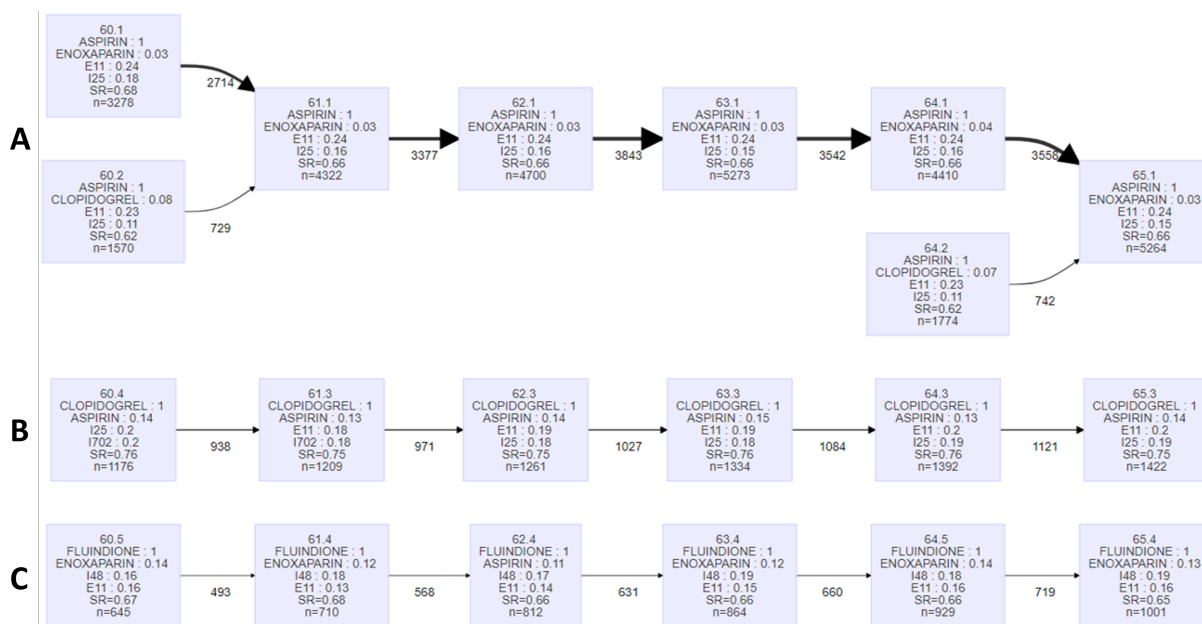 A
60.1
ASPIRIN : 1
ENOXAPARIN : 0.03
E11 : 0.24
I25 : 0.18
SR=0.68
n=3278
2714
60.2
ASPIRIN : 1
CLOPIDOGREL : 0.08
E11 : 0.23
I25 : 0.11
SR=0.62
n=1570
729
61.1
ASPIRIN : 1
ENOXAPARIN : 0.03
E11 : 0.24
I25 : 0.16
SR=0.66
n=4322
3377
62.1
ASPIRIN : 1
ENOXAPARIN : 0.03
E11 : 0.24
I25 : 0.16
SR=0.66
n=4700
3843
63.1
ASPIRIN : 1
ENOXAPARIN : 0.03
E11 : 0.24
I25 : 0.15
SR=0.66
n=5273
3542
64.1
ASPIRIN : 1
ENOXAPARIN : 0.04
E11 : 0.24
I25 : 0.16
SR=0.66
n=4410
3558
64.2
ASPIRIN : 1
CLOPIDOGREL : 0.07
E11 : 0.23
I25 : 0.11
SR=0.62
n=1774
742
65.1
ASPIRIN : 1
ENOXAPARIN : 0.03
E11 : 0.24
I25 : 0.15
SR=0.66
n=5264
B
60.4
CLOPIDOGREL : 1
ASPIRIN : 0.14
I25 : 0.2
I702 : 0.2
SR=0.76
n=1176
938
61.3
CLOPIDOGREL : 1
ASPIRIN : 0.13
E11 : 0.18
I702 : 0.18
SR=0.75
n=1209
971
62.3
CLOPIDOGREL : 1
ASPIRIN : 0.14
E11 : 0.19
I25 : 0.18
SR=0.75
n=1261
1027
63.3
CLOPIDOGREL : 1
ASPIRIN : 0.15
E11 : 0.19
I25 : 0.18
SR=0.76
n=1334
1084
64.3
CLOPIDOGREL : 1
ASPIRIN : 0.13
E11 : 0.2
I25 : 0.19
SR=0.76
n=1392
1121
65.3
CLOPIDOGREL : 1
ASPIRIN : 0.14
E11 : 0.2
I25 : 0.19
SR=0.75
n=1422
C
60.5
FLUINDIONE : 1
ENOXAPARIN : 0.14
I48 : 0.16
E11 : 0.16
SR=0.67
n=645
493
61.4
FLUINDIONE : 1
ENOXAPARIN : 0.12
I48 : 0.18
E11 : 0.13
SR=0.68
n=710
568
62.4
FLUINDIONE : 1
ASPIRIN : 0.11
I48 : 0.17
E11 : 0.14
SR=0.66
n=812
631
63.4
FLUINDIONE : 1
ENOXAPARIN : 0.12
I48 : 0.19
E11 : 0.15
SR=0.66
n=864
660
64.5
FLUINDIONE : 1
ENOXAPARIN : 0.14
I48 : 0.18
E11 : 0.16
SR=0.66
n=929
719
65.4
FLUINDIONE : 1
ENOXAPARIN : 0.13
I48 : 0.19
E11 : 0.16
SR=0.65
n=1001